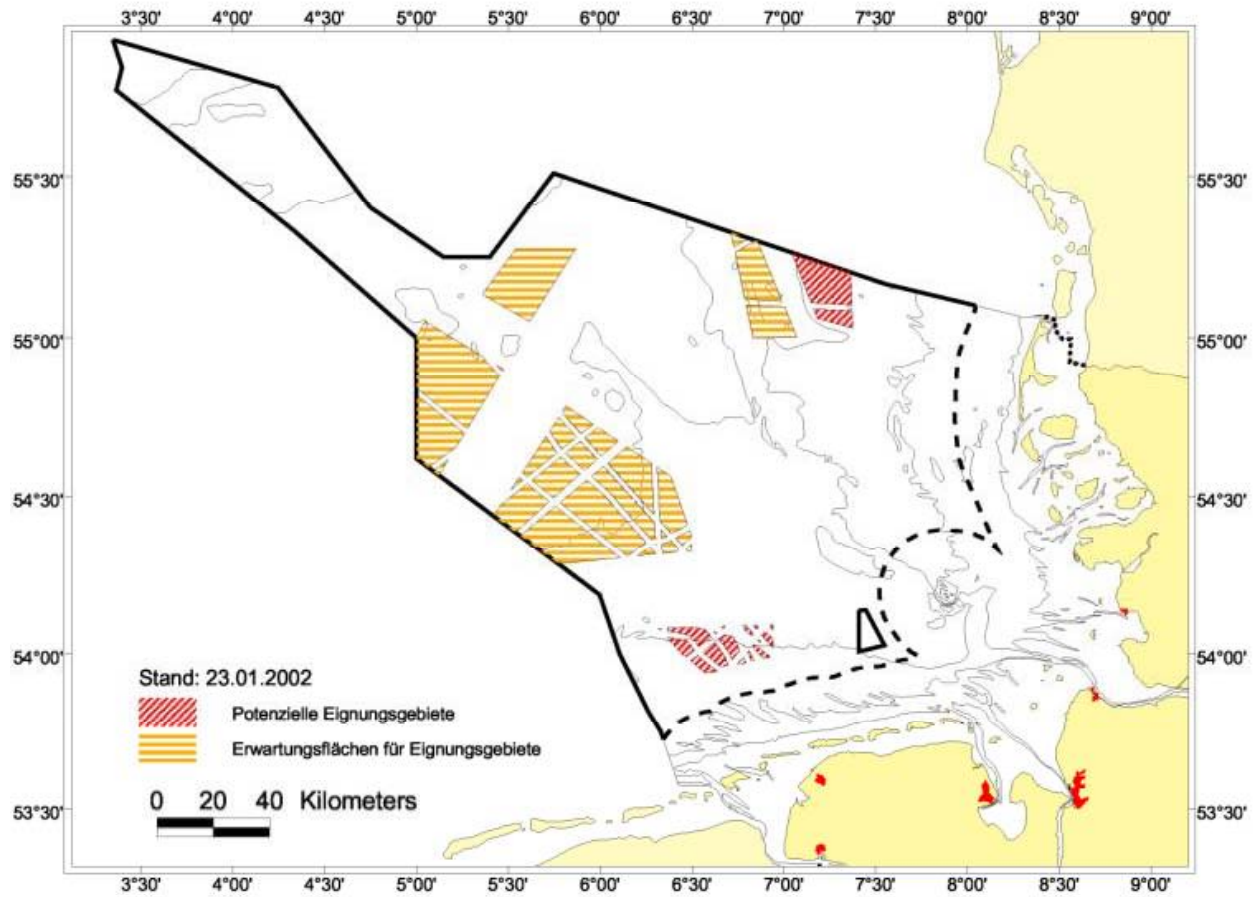 3°30' 4°00' 4°30' 5°00' 5°30' 6°00' 6°30' 7°00' 7°30' 8°00' 8°30' 9°00'
55°30' 55°30'
55°00' 55°00'
54°30' 54°30'
54°00' 54°00'
Stand: 23.01.2002
Potenzielle Eignungsgebiete
Erwartungsflächen für Eignungsgebiete
0 20 40 Kilometers
53°30' 53°30'
3°30' 4°00' 4°30' 5°00' 5°30' 6°00' 6°30' 7°00' 7°30' 8°00' 8°30' 9°00'